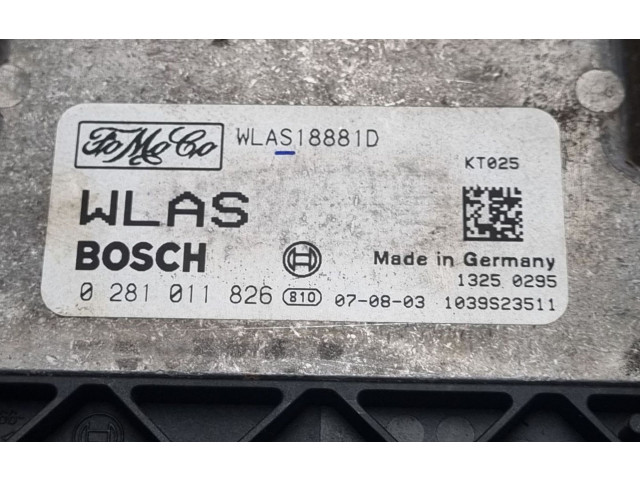 FoMoCo WLAS18881D
KT025
WLAS
BOSCH
Made in Germany
1325 0295
0 281 011 826 810 07-08-03 1039S23511